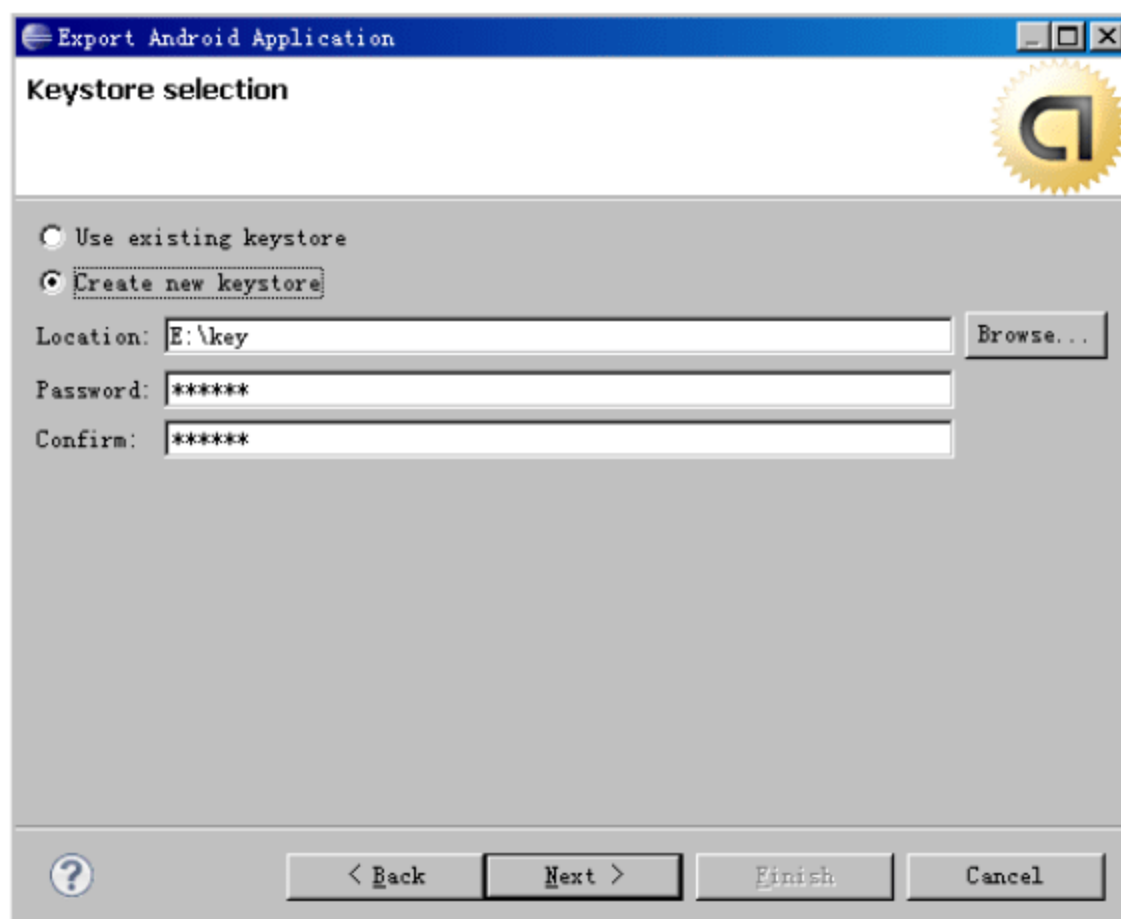 Export Android Application
Keystore selection
Use existing keystore
Create new keystore
Location: E:\key Browse...
Password: ******
Confirm: ******
? < Back Next > Finish Cancel